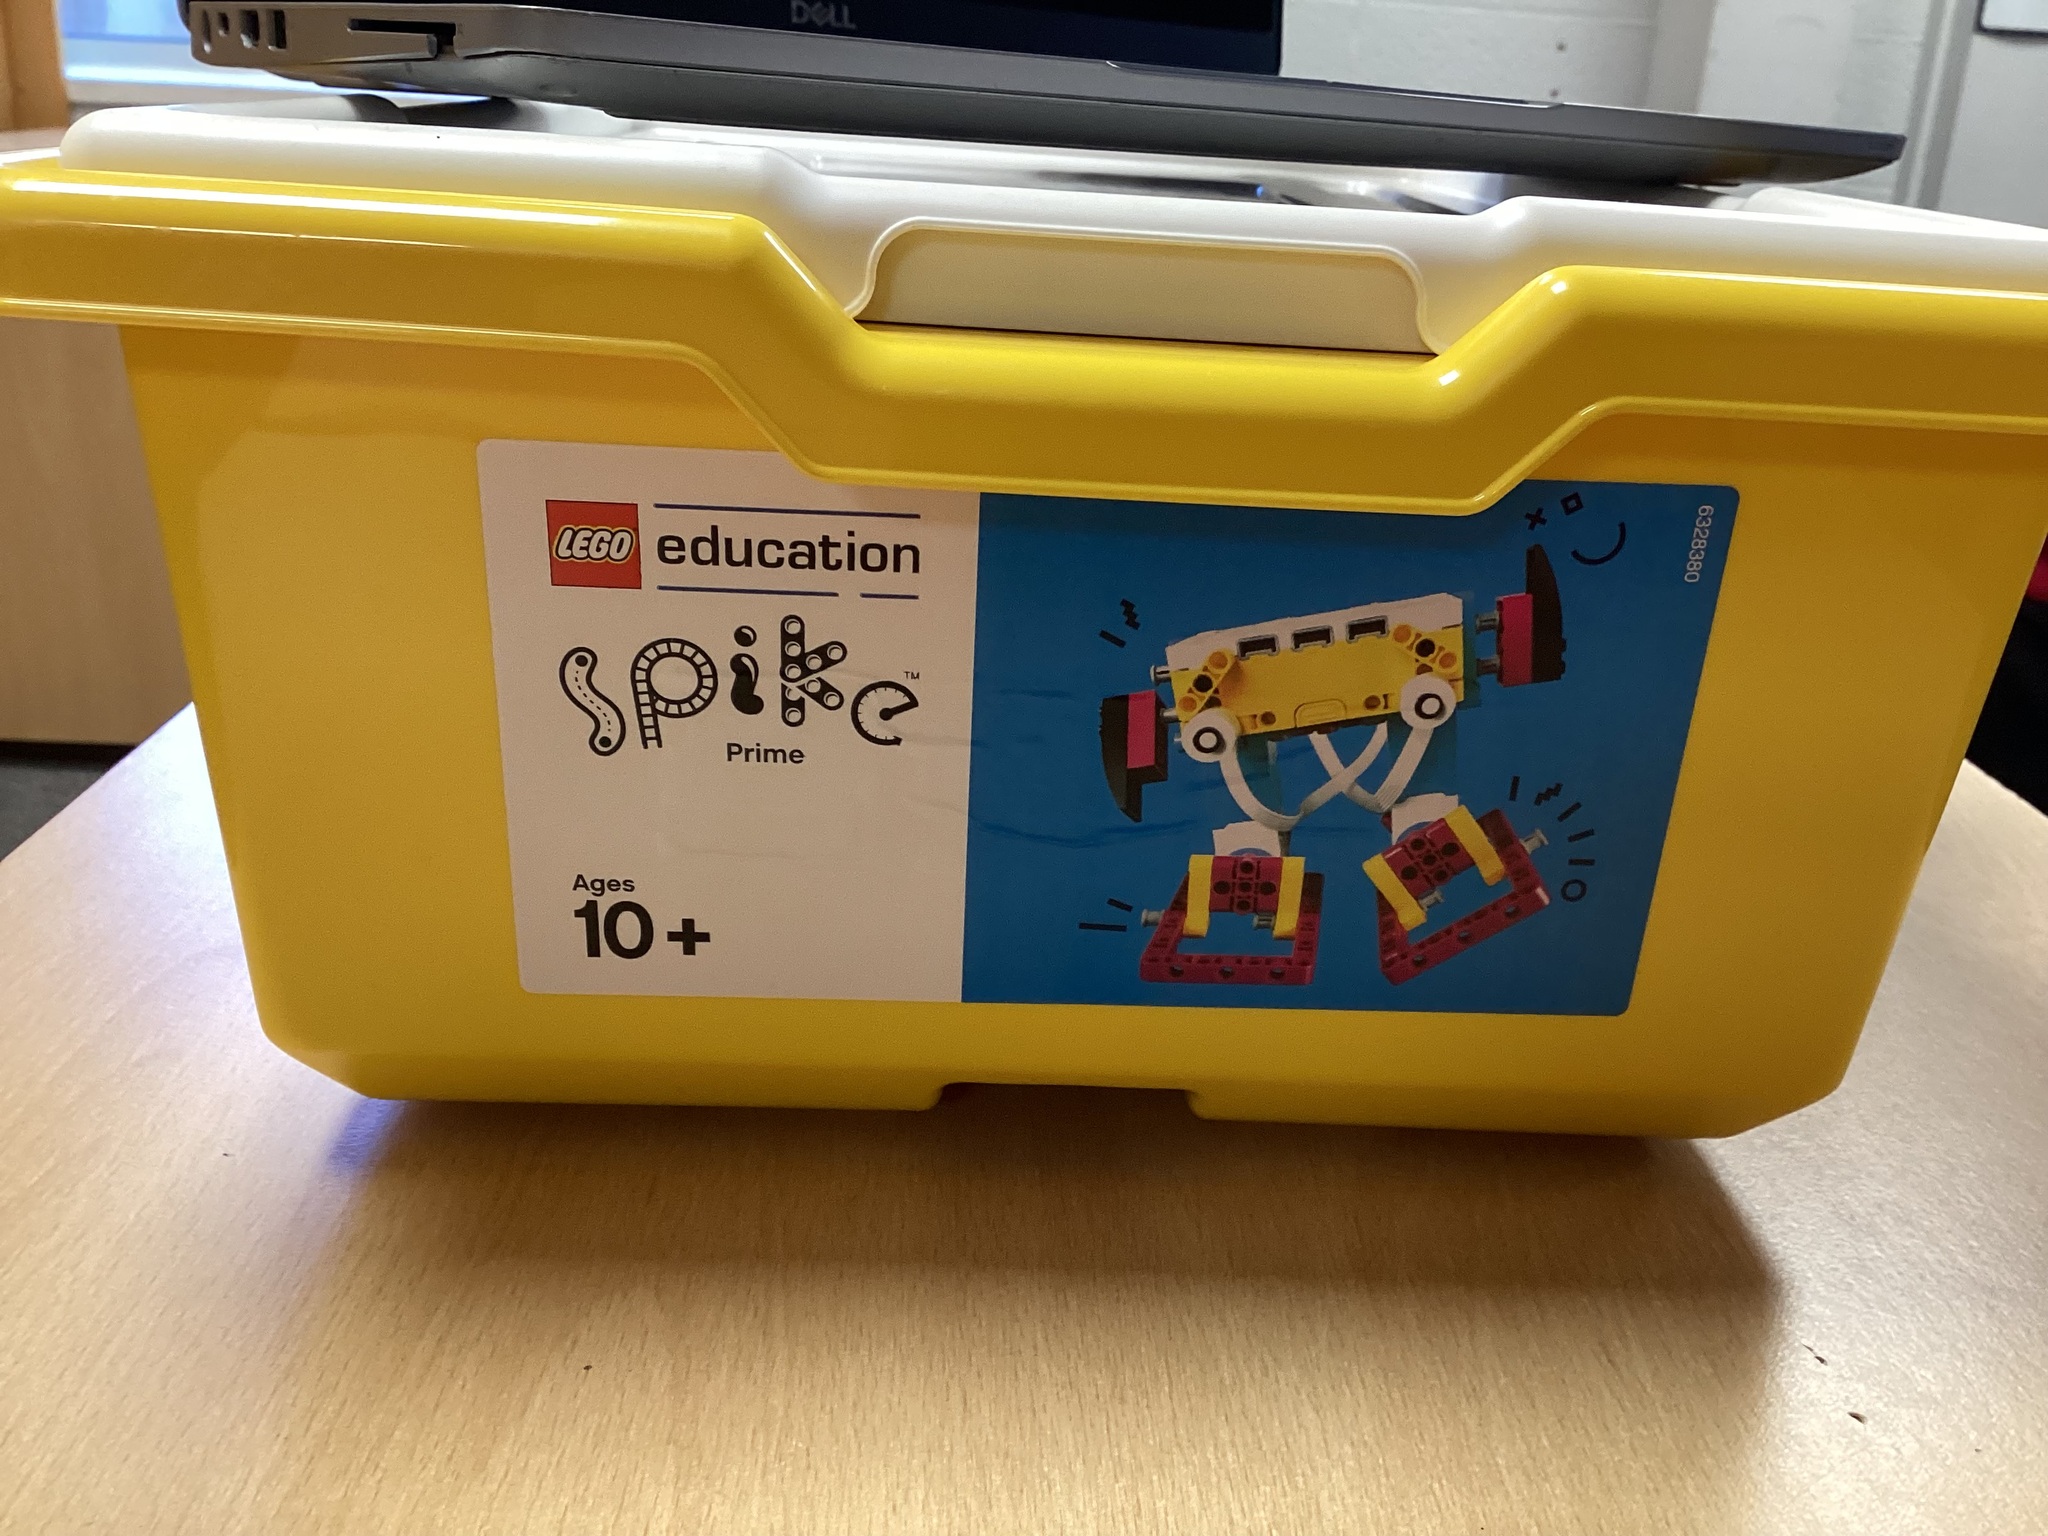 DELL
LEGO education
spike™
Prime
Ages
10+
6328380